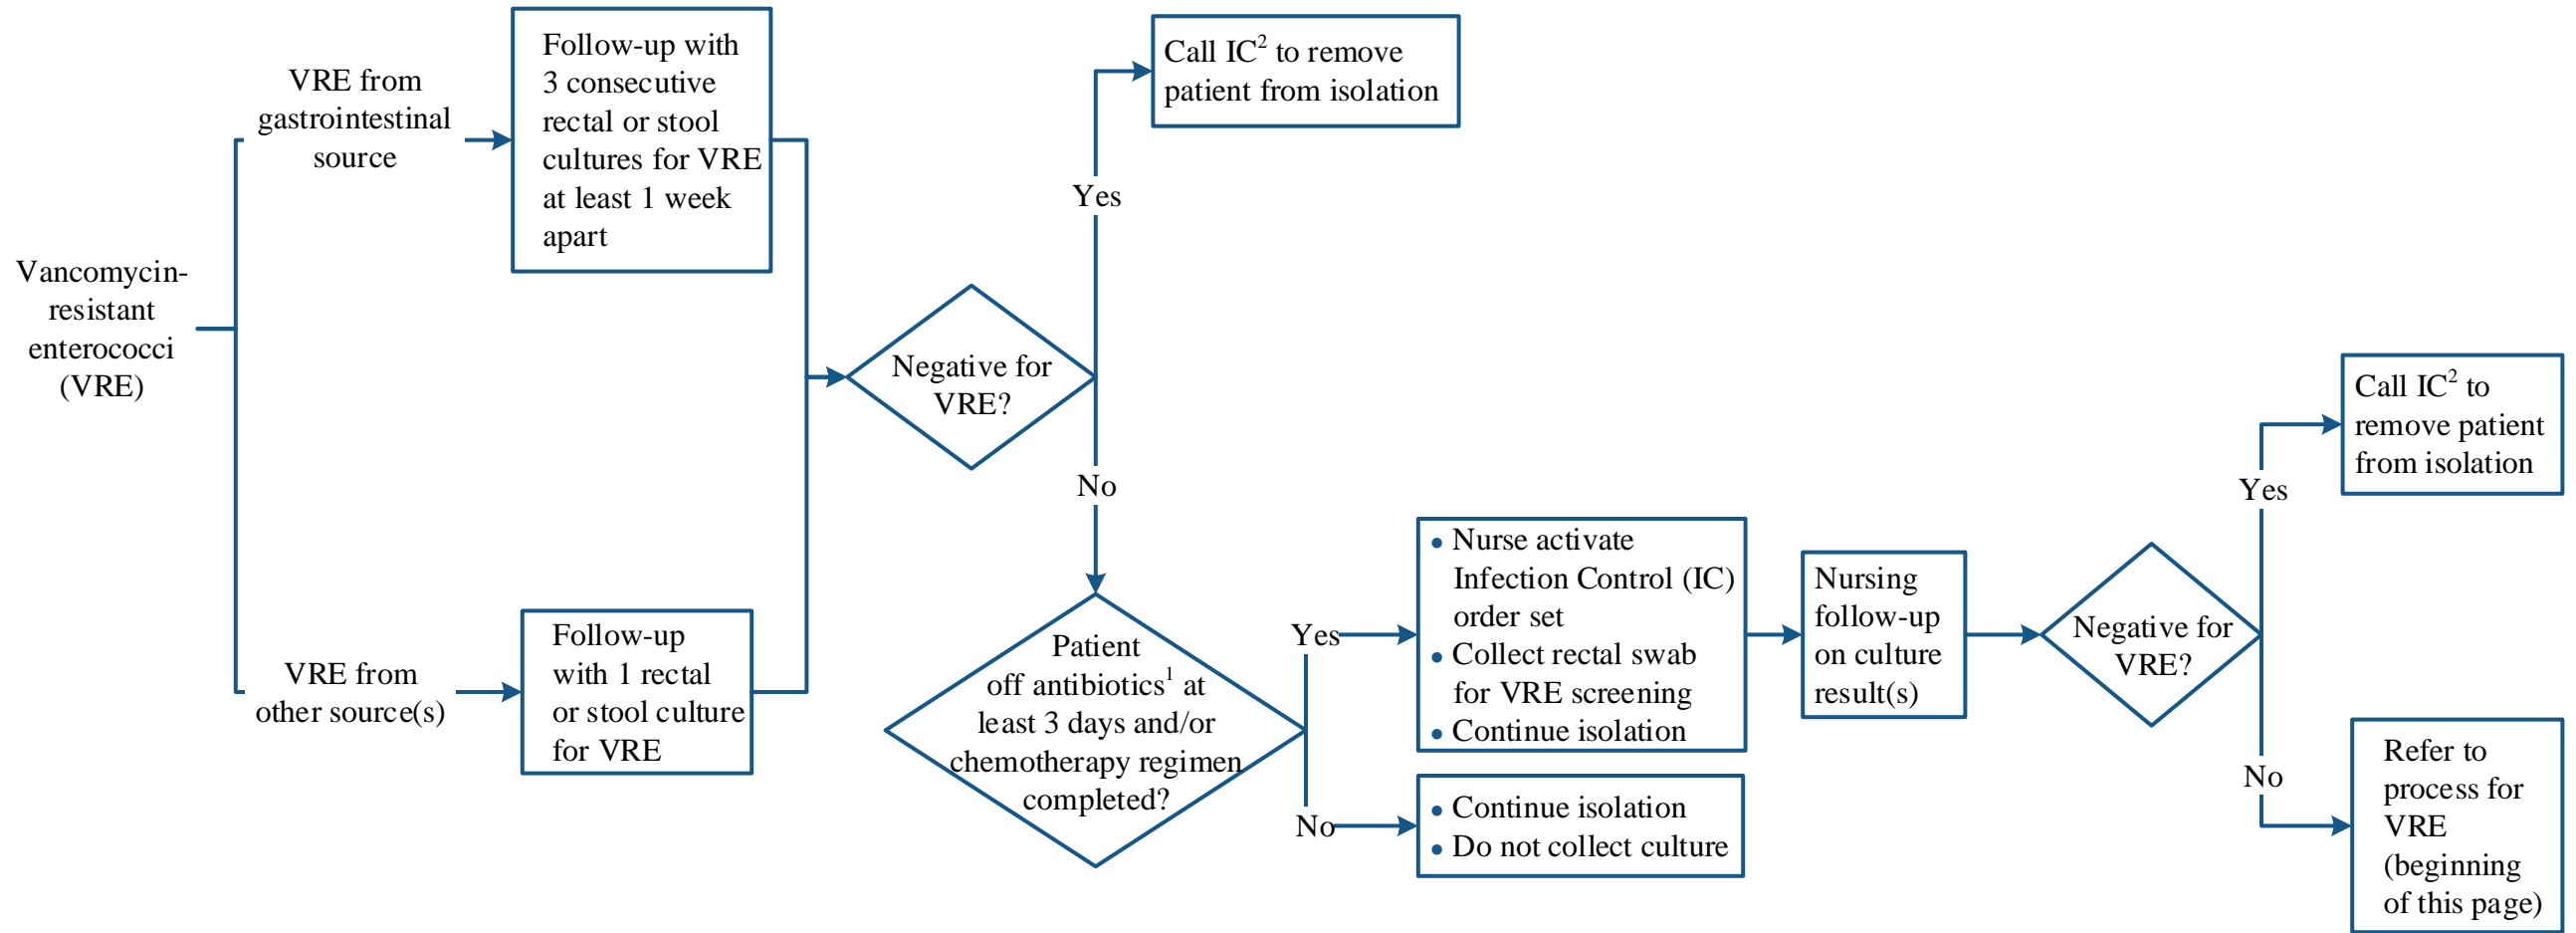 Vancomycin-
resistant
enterococci
(VRE)
VRE from
gastrointestinal
source
Follow-up with
3 consecutive
rectal or stool
cultures for VRE
at least 1 week
apart
VRE from
other source(s)
Follow-up
with 1 rectal
or stool culture
for VRE
Negative for
VRE?
Yes
Call IC² to remove
patient from isolation
No
Patient
off antibiotics¹ at
least 3 days and/or
chemotherapy regimen
completed?
Yes
• Nurse activate
Infection Control (IC)
order set
• Collect rectal swab
for VRE screening
• Continue isolation
No
• Continue isolation
• Do not collect culture
Nursing
follow-up
on culture
result(s)
Negative for
VRE?
Yes
Call IC² to
remove patient
from isolation
No
Refer to
process for
VRE
(beginning
of this page)